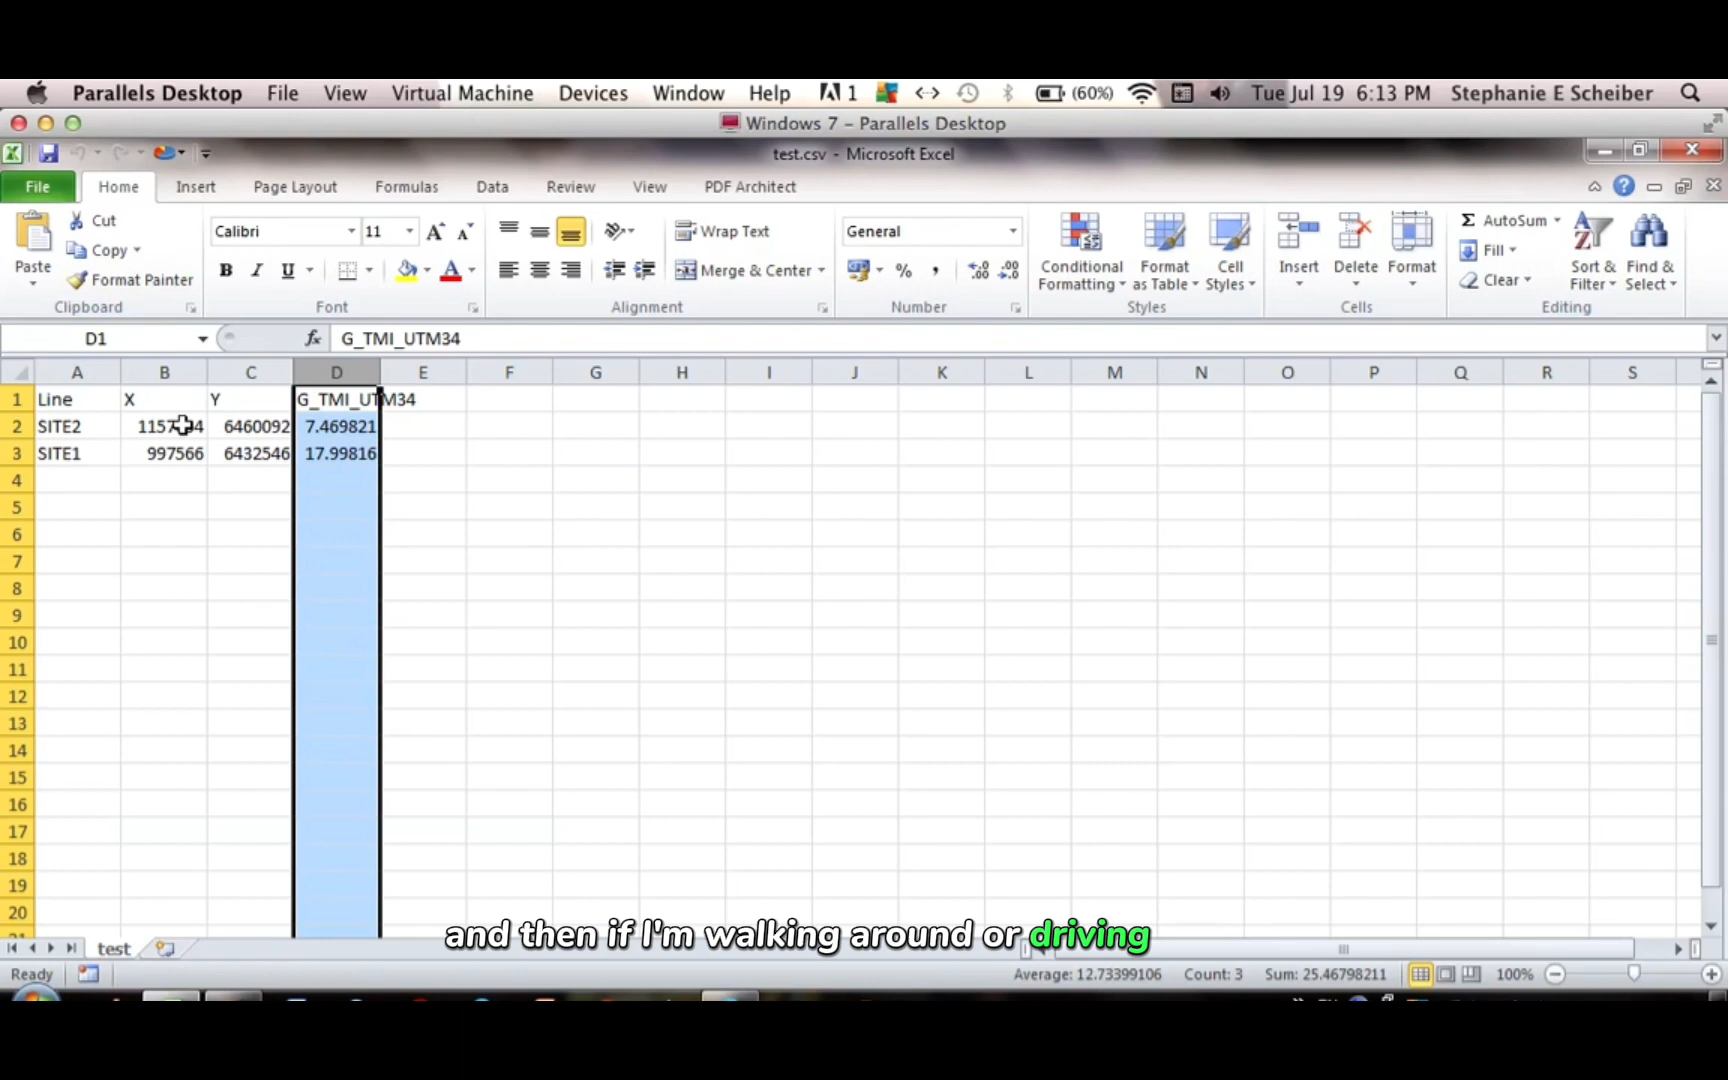 Parallels Desktop File View Virtual Machine Devices Window Help 1 (60%) Tue Jul 19 6:13 PM Stephanie E Scheiber
Windows 7 - Parallels Desktop
test.csv - Microsoft Excel
File Home Insert Page Layout Formulas Data Review View PDF Architect
Cut Calibri 11 A A Wrap Text General Σ AutoSum
Copy Fill
Paste Format Painter B I U A Merge & Center % , Conditional Formatting Format as Table Cell Styles Insert Delete Format Clear Sort & Filter Find & Select
Clipboard Font Alignment Number Styles Cells Editing
D1 fx G_TMI_UTM34
A B C D E F G H I J K L M N O P Q R S
1 Line X Y G_TMI_UTM34
2 SITE2 6460092 7.469821
3 SITE1 997566 6432546 17.99816
4
5
6
7
8
9
10
11
12
13
14
15
16
17
18
19
20
and then if I'm walking around or driving
test
Ready Average: 12.73399106 Count: 3 Sum: 25.46798211 100%